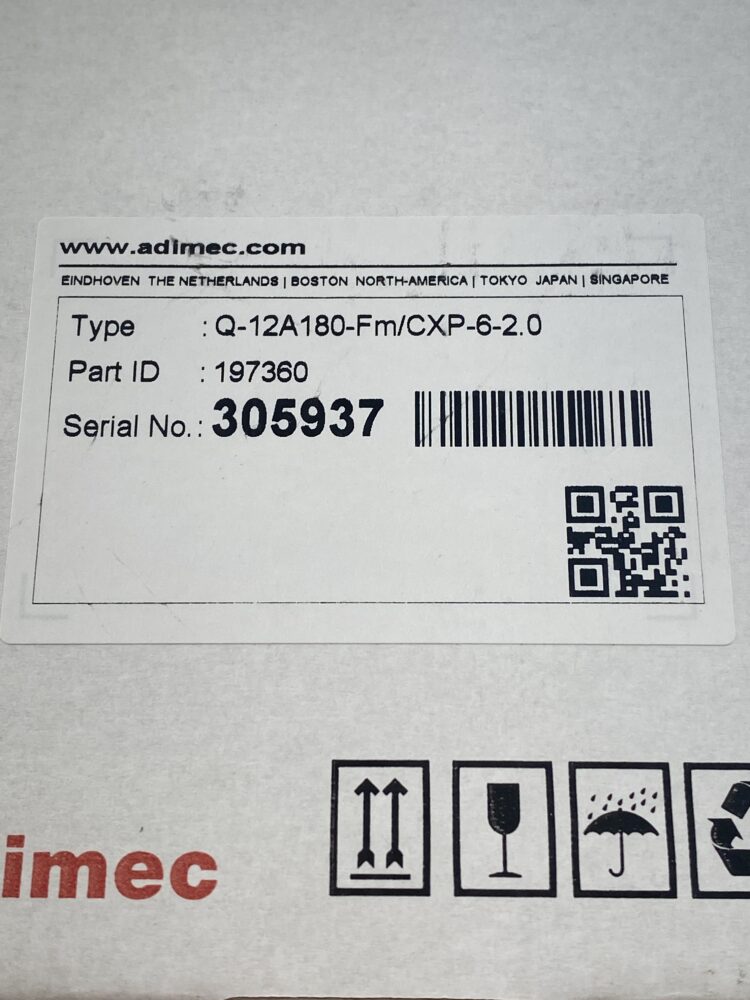 www.adimec.com
EINDHOVEN THE NETHERLANDS | BOSTON NORTH-AMERICA | TOKYO JAPAN | SINGAPORE
Type : Q-12A180-Fm/CXP-6-2.0
Part ID : 197360
Serial No.: 305937
imec